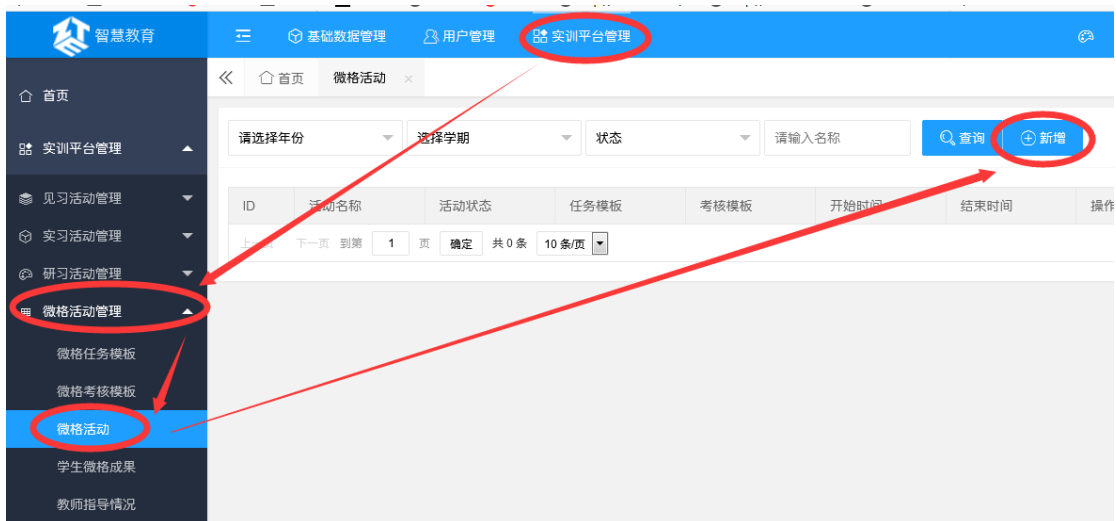 智慧教育
基础数据管理
用户管理
实训平台管理
首页
微格活动
首页
实训平台管理
见习活动管理
实习活动管理
研习活动管理
微格活动管理
微格任务模板
微格考核模板
微格活动
学生微格成果
教师指导情况
请选择年份
选择学期
状态
请输入名称
查询
新增
ID 活动名称 活动状态 任务模板 考核模板 开始时间 结束时间 操作
上一页 下一页 到第 1 页 确定 共 0 条 10 条/页